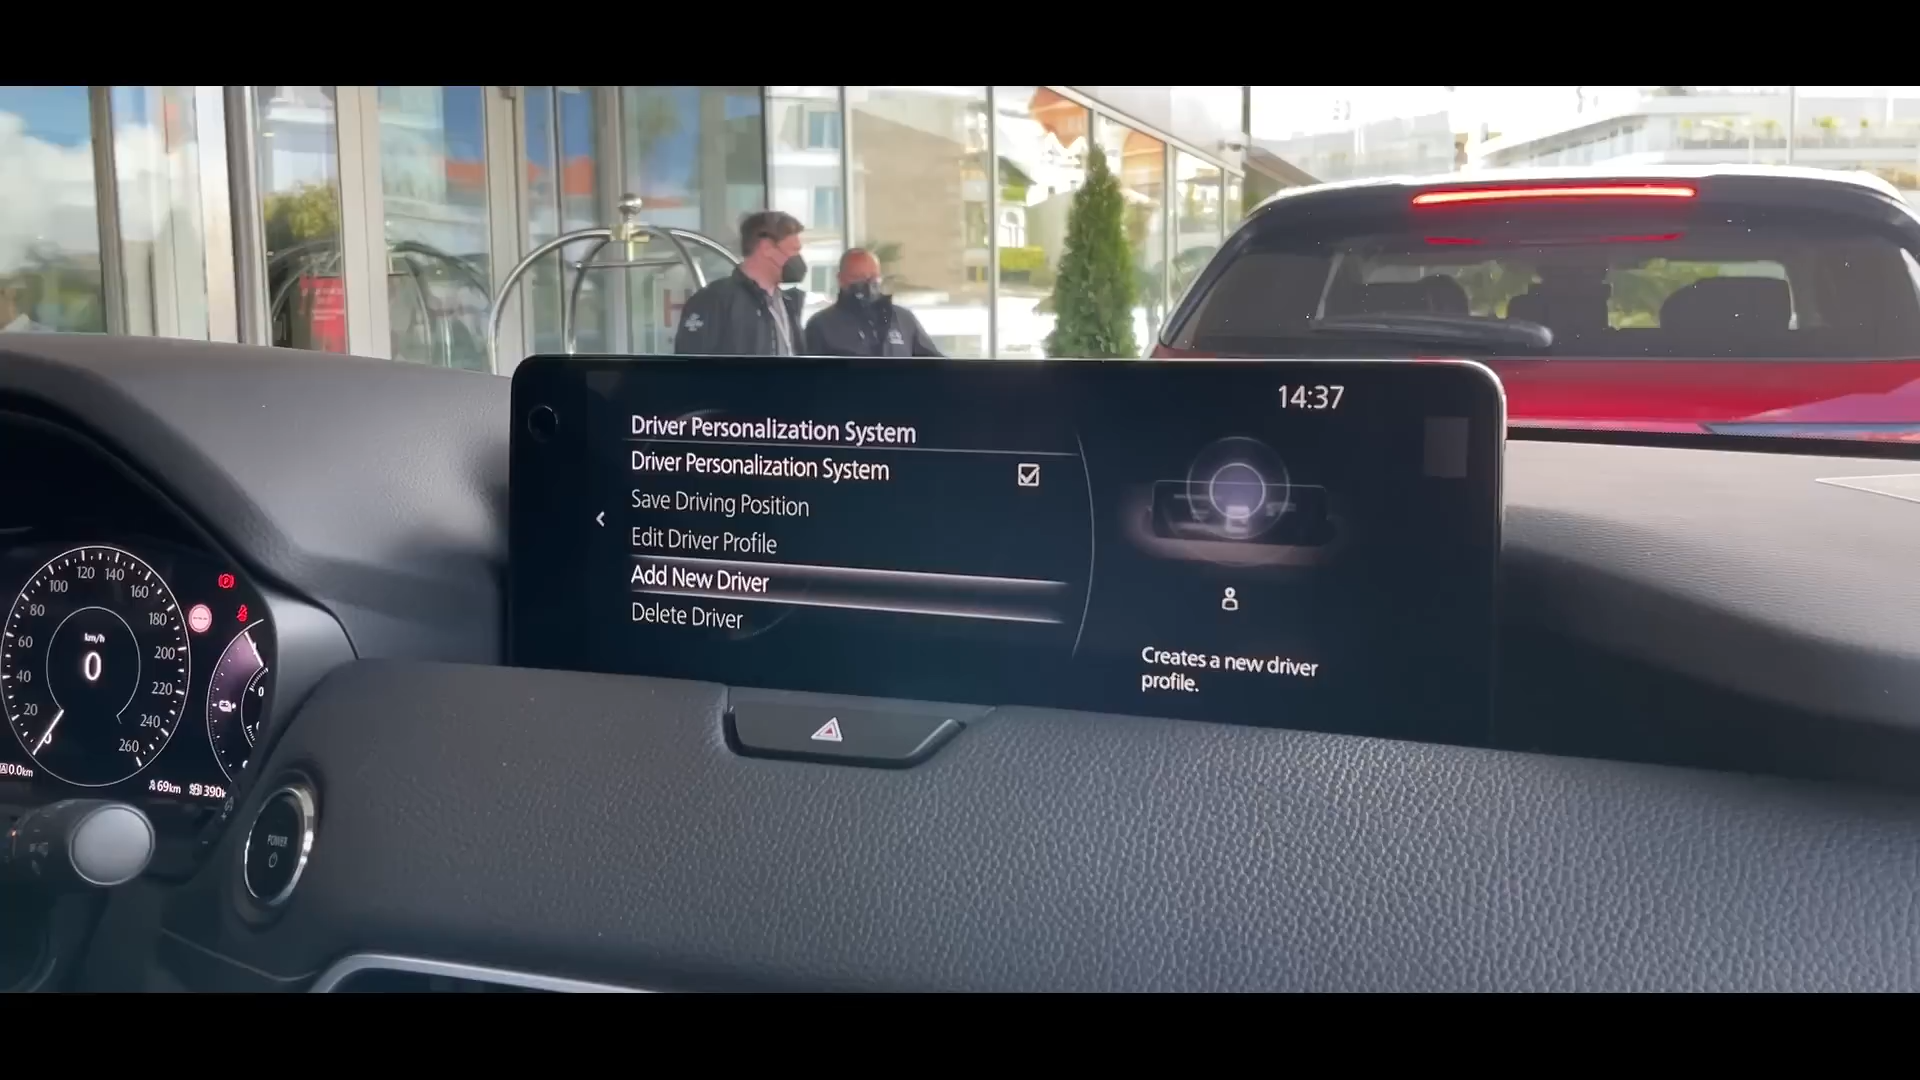 14:37
Driver Personalization System
Driver Personalization System
Save Driving Position
Edit Driver Profile
Add New Driver
Delete Driver
Creates a new driver
profile.
km/h
0
20
40
60
80
100
120
140
160
180
200
220
240
260
0.0km
69km
390
POWER